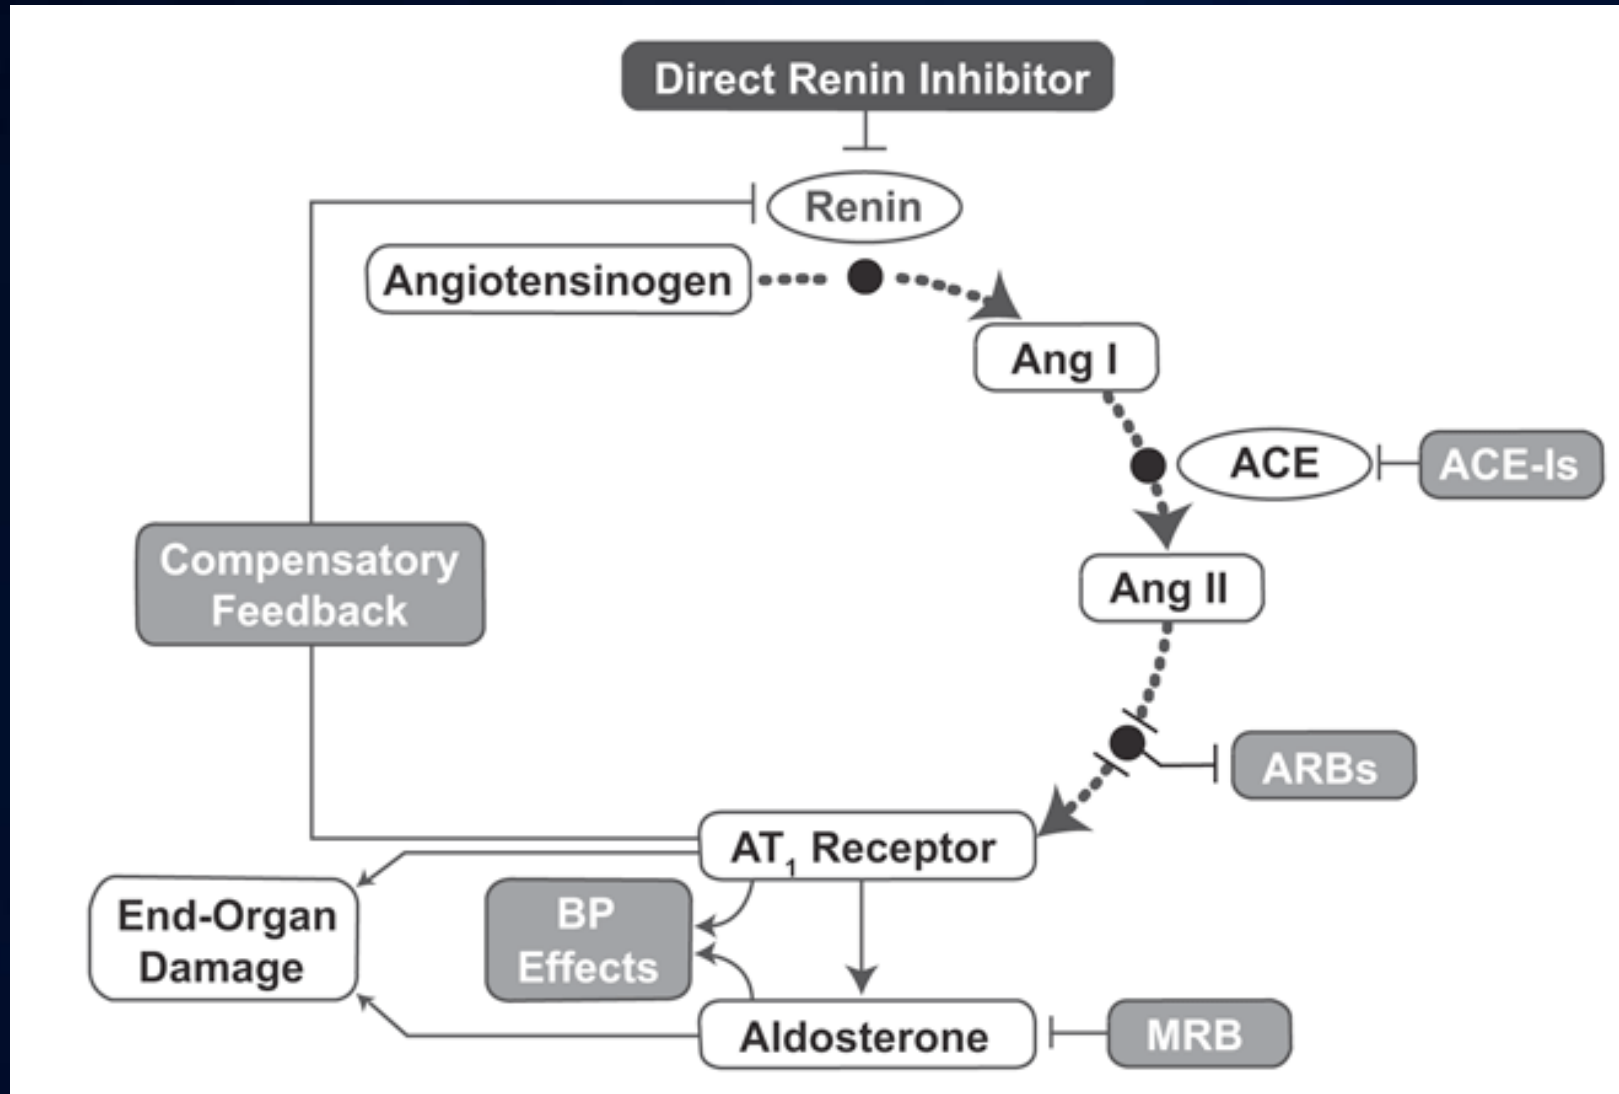 Direct Renin Inhibitor
Renin
Angiotensinogen
Ang I
ACE
ACE-Is
Compensatory
Feedback
Ang II
ARBs
AT₁ Receptor
End-Organ
Damage
BP
Effects
Aldosterone
MRB